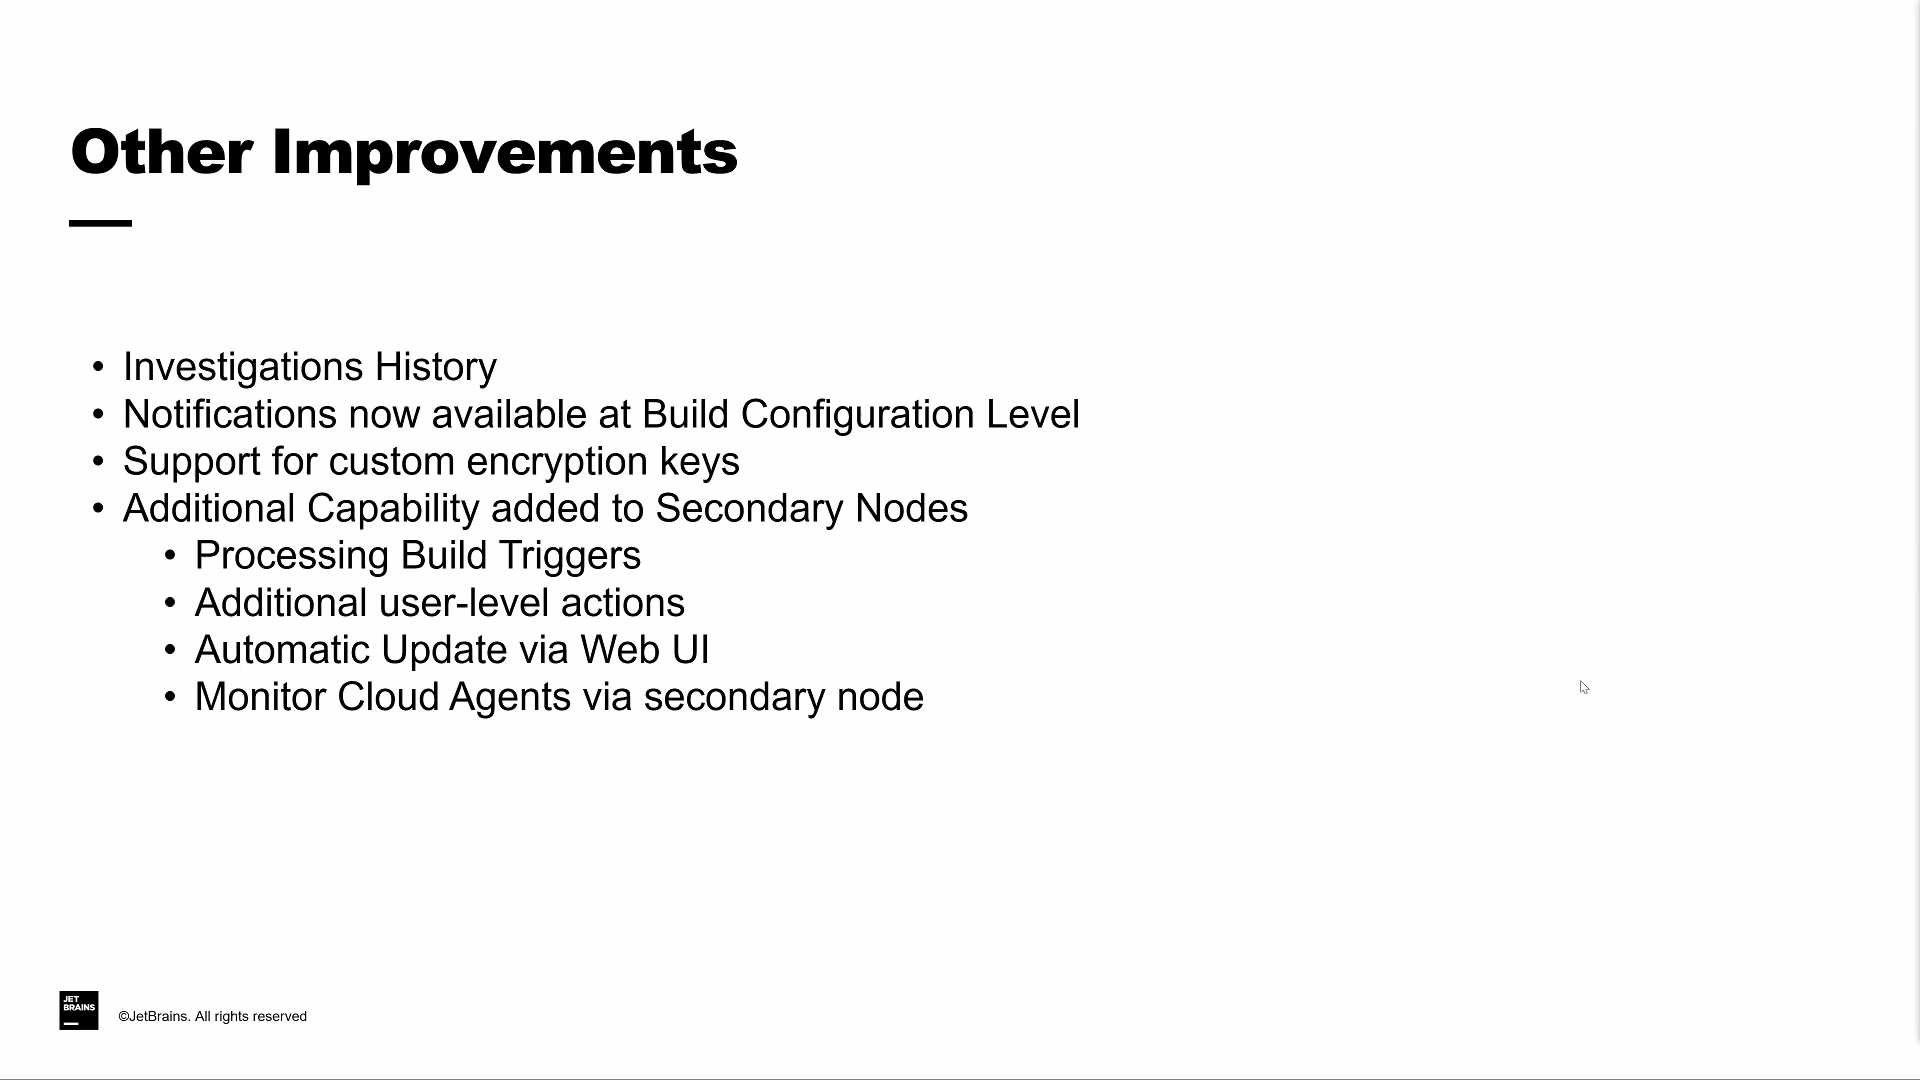 Other Improvements
• Investigations History
• Notifications now available at Build Configuration Level
• Support for custom encryption keys
• Additional Capability added to Secondary Nodes
• Processing Build Triggers
• Additional user-level actions
• Automatic Update via Web UI
• Monitor Cloud Agents via secondary node
JET
BRAINS
©JetBrains. All rights reserved